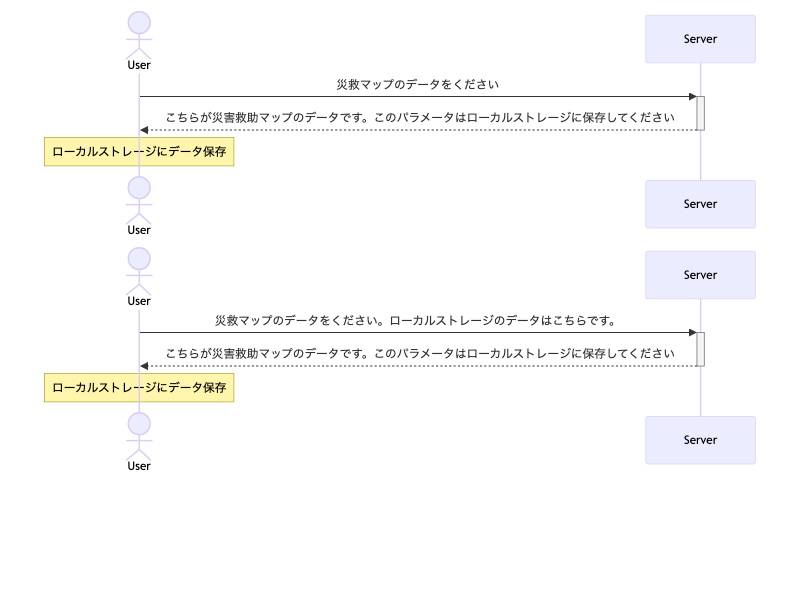 User
Server
災救マップのデータをください
こちらが災害救助マップのデータです。このパラメータはローカルストレージに保存してください
ローカルストレージにデータ保存
User
Server
User
Server
災救マップのデータをください。ローカルストレージのデータはこちらです。
こちらが災害救助マップのデータです。このパラメータはローカルストレージに保存してください
ローカルストレージにデータ保存
User
Server